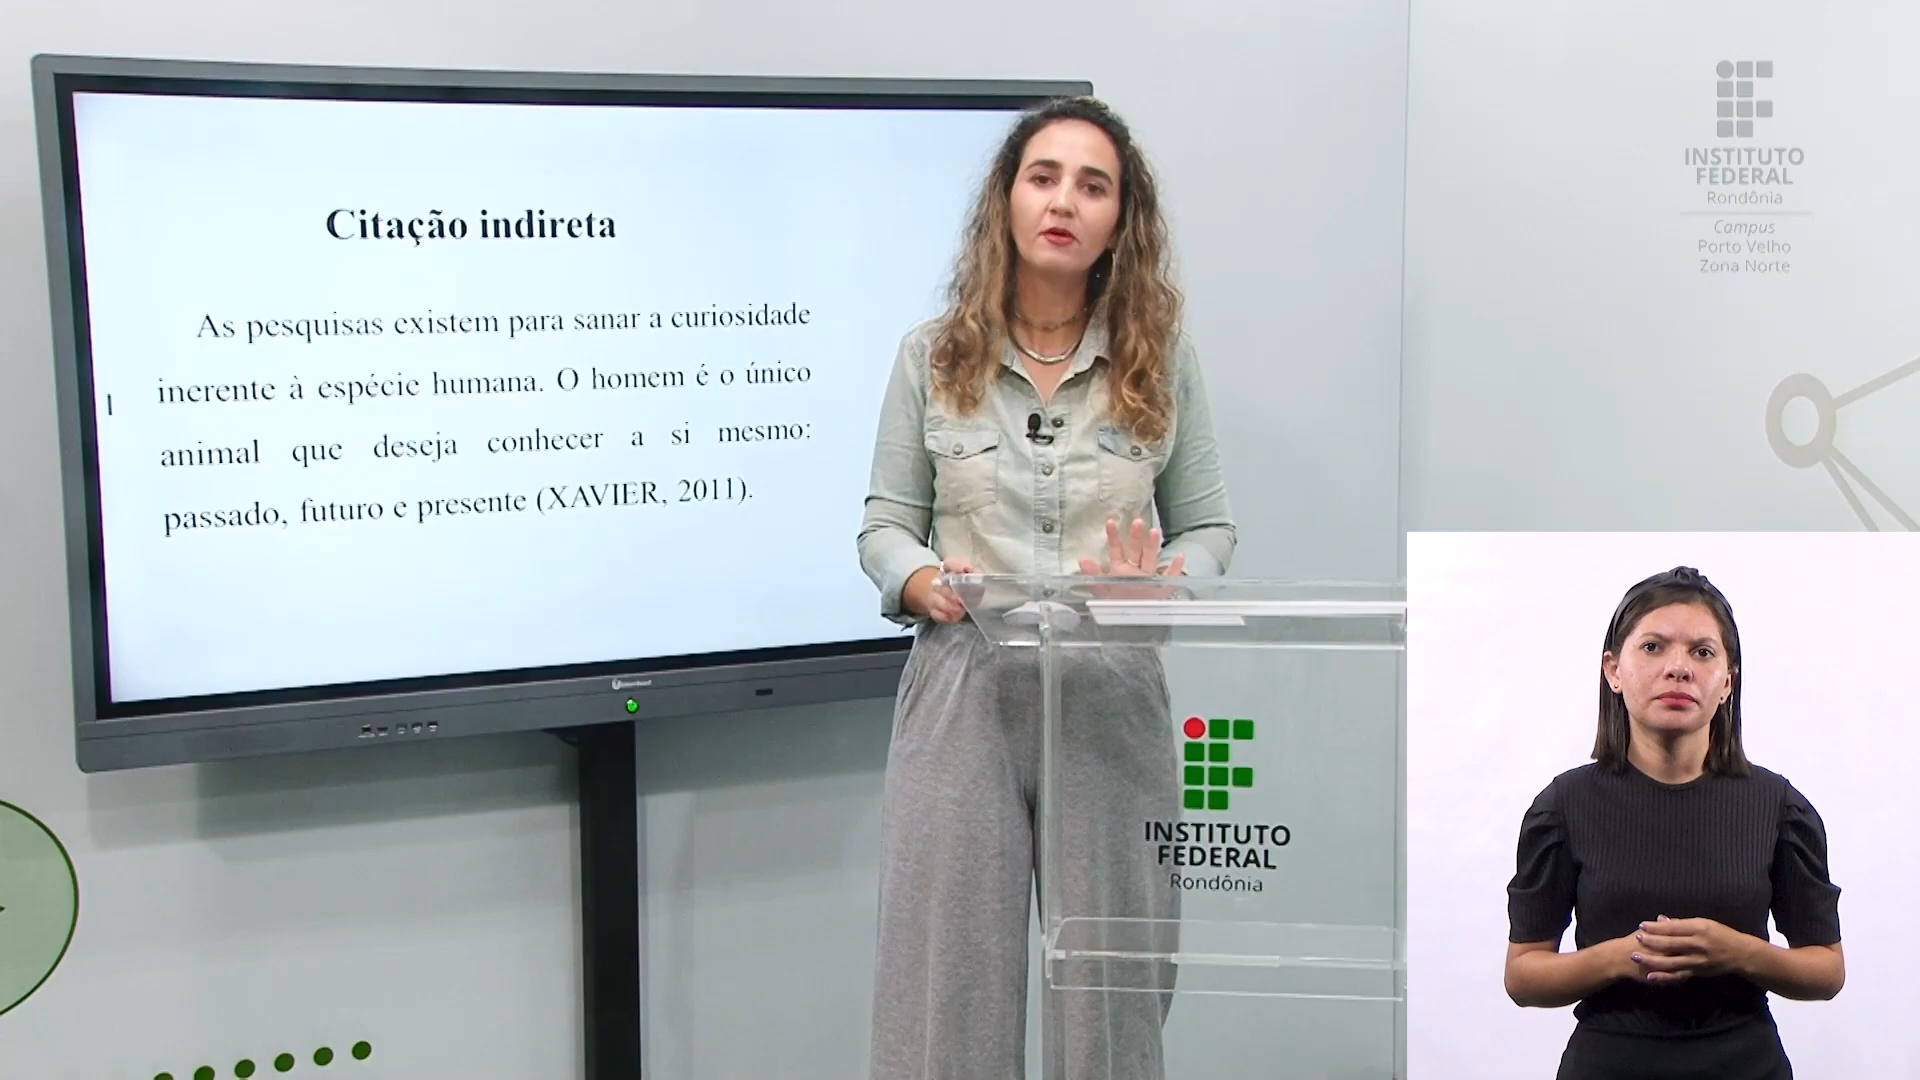 Citação indireta
As pesquisas existem para sanar a curiosidade
inerente à espécie humana. O homem é o único
animal que deseja conhecer a si mesmo:
passado, futuro e presente (XAVIER, 2011).
INSTITUTO
FEDERAL
Rondônia
Campus
Porto Velho
Zona Norte
INSTITUTO
FEDERAL
Rondônia